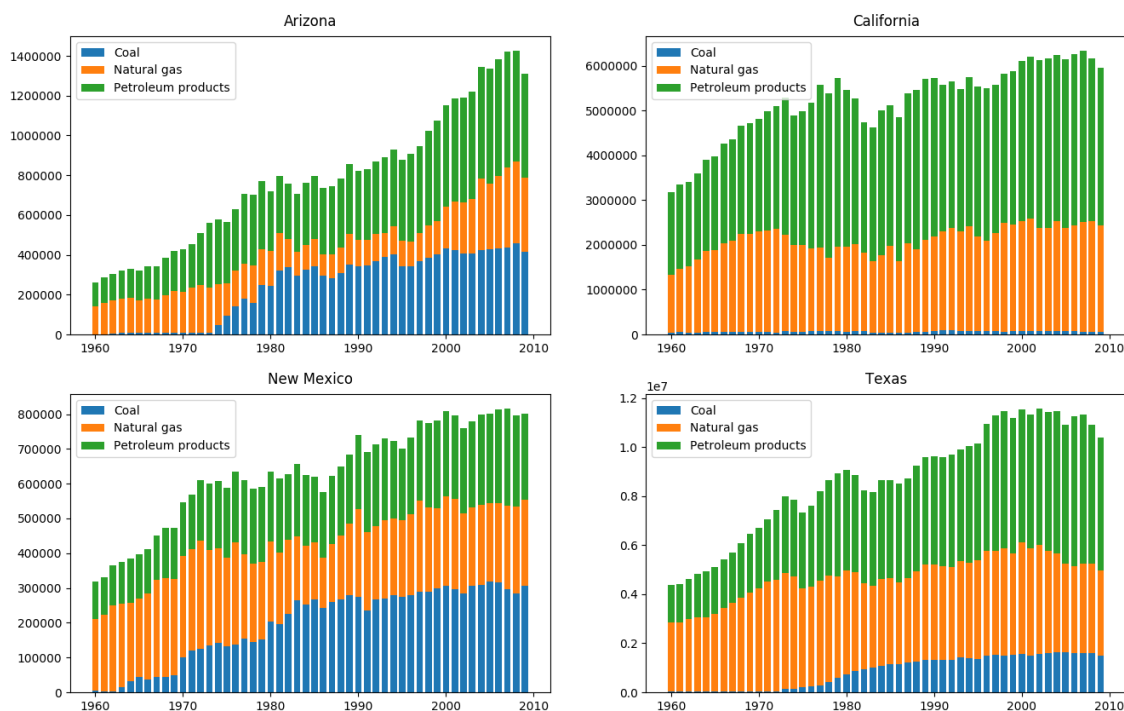 Arizona
Coal
Natural gas
Petroleum products
1400000
1200000
1000000
800000
600000
400000
200000
0
1960 1970 1980 1990 2000 2010
California
Coal
Natural gas
Petroleum products
6000000
5000000
4000000
3000000
2000000
1000000
0
1960 1970 1980 1990 2000 2010
New Mexico
Coal
Natural gas
Petroleum products
800000
700000
600000
500000
400000
300000
200000
100000
0
1960 1970 1980 1990 2000 2010
Texas
1e7
Coal
Natural gas
Petroleum products
1.2
1.0
0.8
0.6
0.4
0.2
0.0
1960 1970 1980 1990 2000 2010